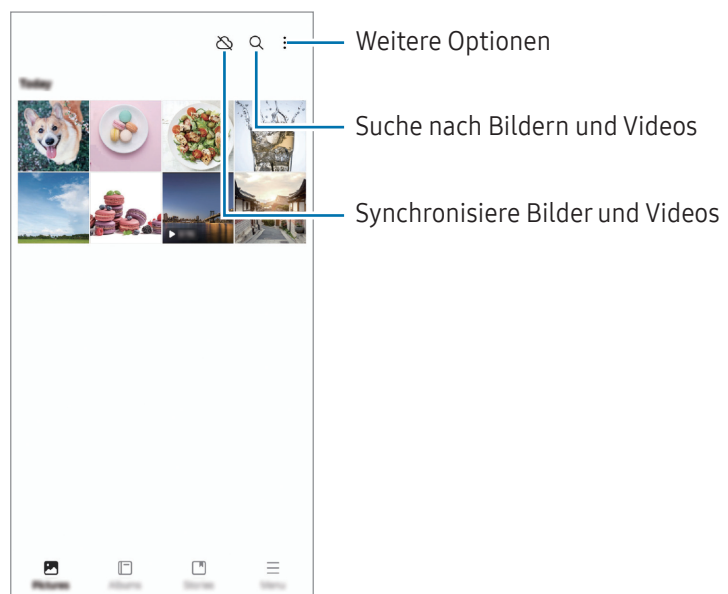 Weitere Optionen
Today
Suche nach Bildern und Videos
Synchronisiere Bilder und Videos
Pictures
Albums
Stories
Menu